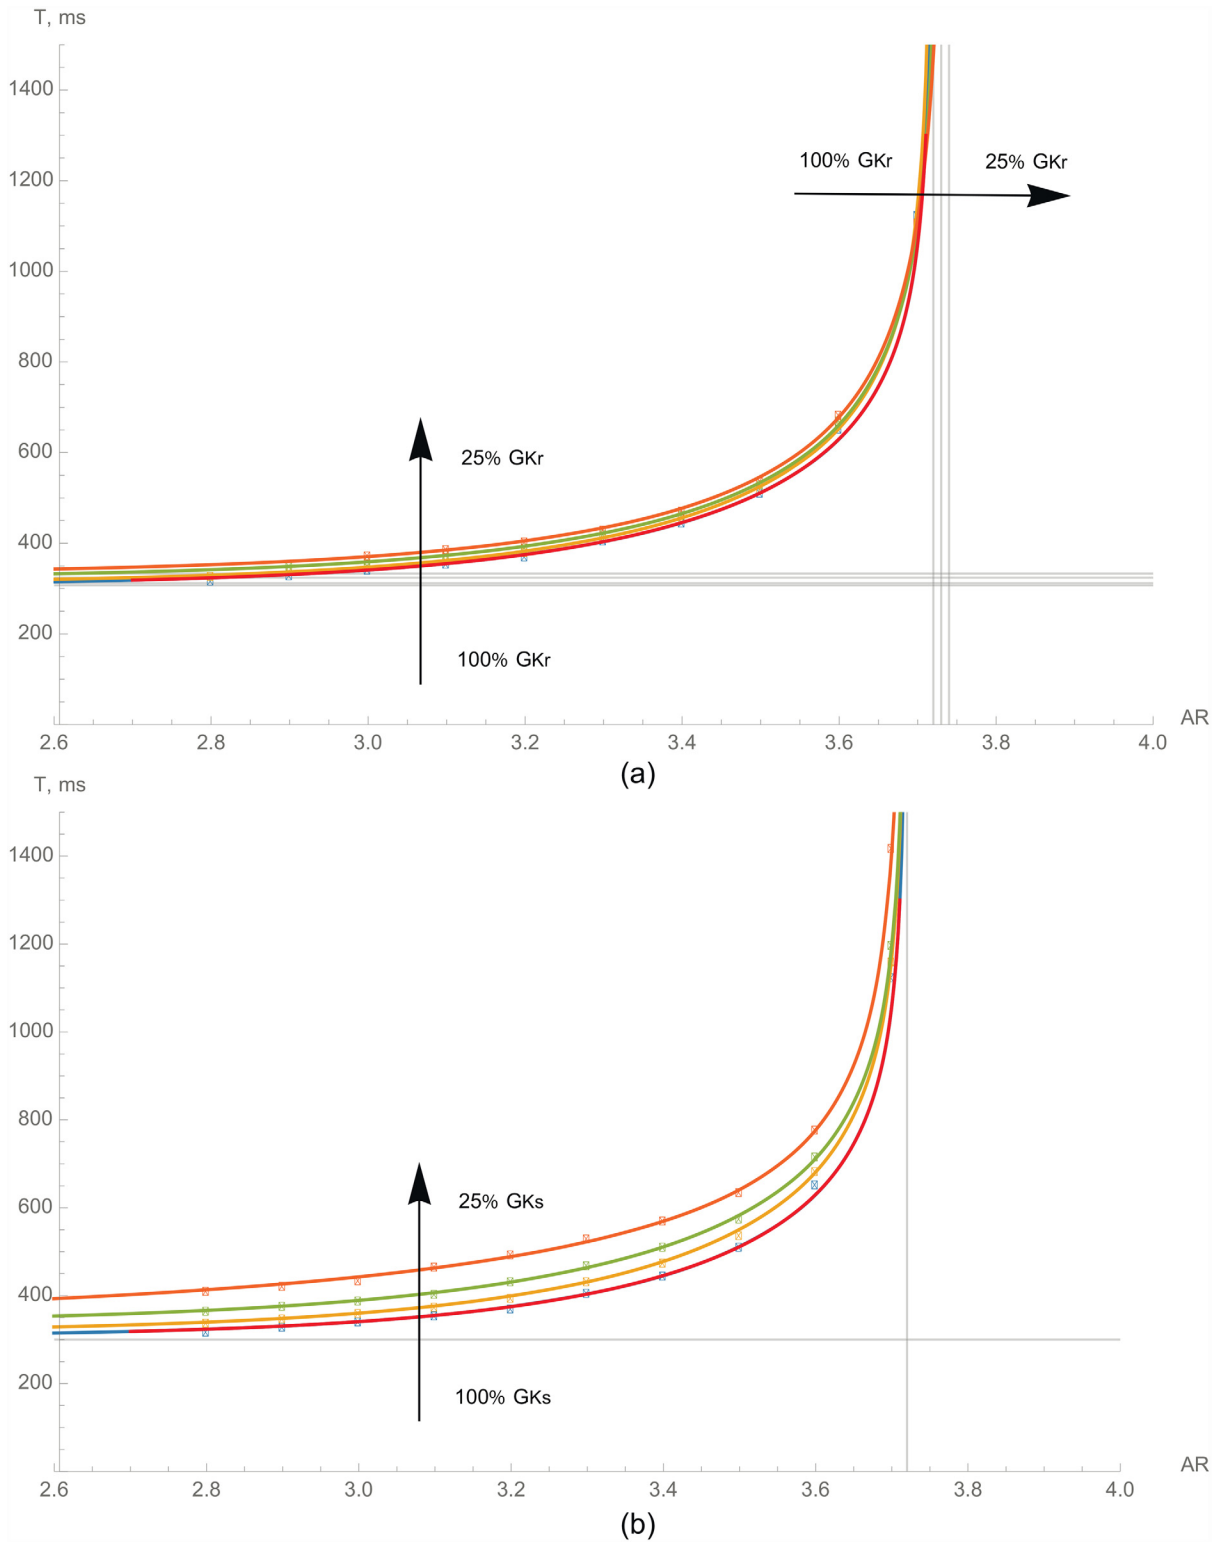 T, ms
1400
1200
100% GKr 25% GKr
1000
800
600
25% GKr
400
200
100% GKr
AR
2.6 2.8 3.0 3.2 3.4 3.6 3.8 4.0
(a)
T, ms
1400
1200
1000
800
600
25% GKs
400
200
100% GKs
AR
2.6 2.8 3.0 3.2 3.4 3.6 3.8 4.0
(b)